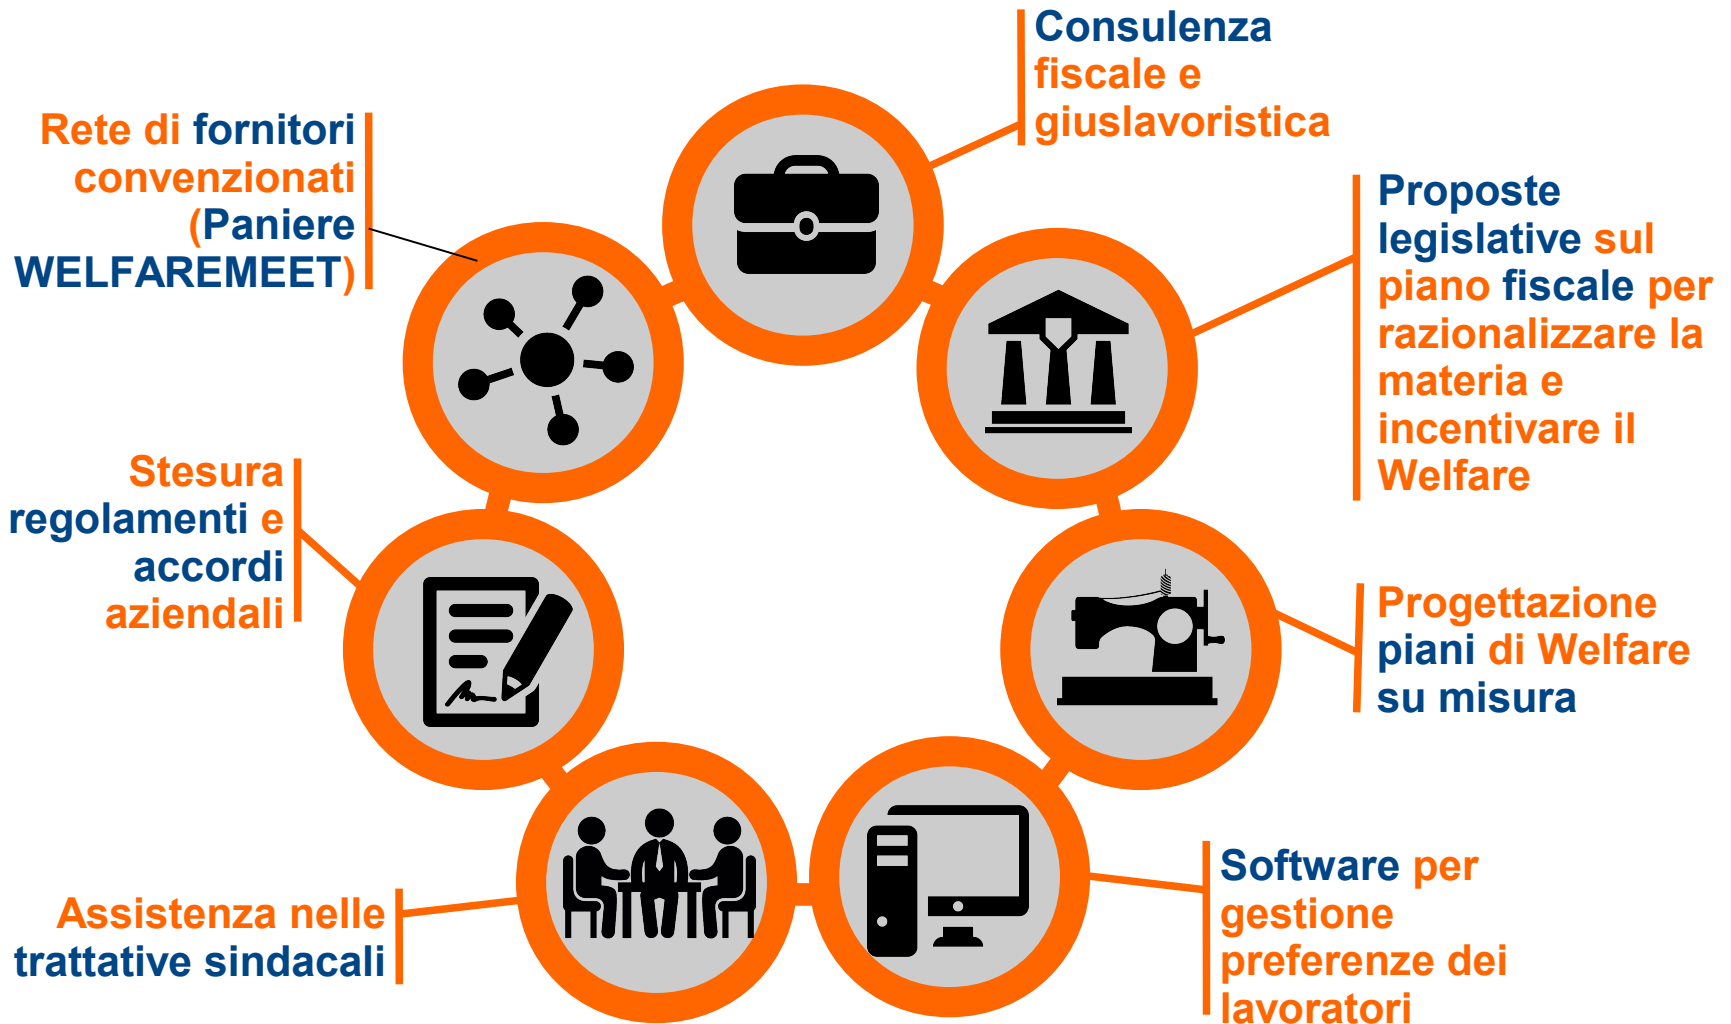 Consulenza
fiscale e
giuslavoristica
Proposte
legislative sul
piano fiscale per
razionalizzare la
materia e
incentivare il
Welfare
Progettazione
piani di Welfare
su misura
Software per
gestione
preferenze dei
lavoratori
Assistenza nelle
trattative sindacali
Stesura
regolamenti e
accordi
aziendali
Rete di fornitori
convenzionati
(Paniere
WELFAREMEET)